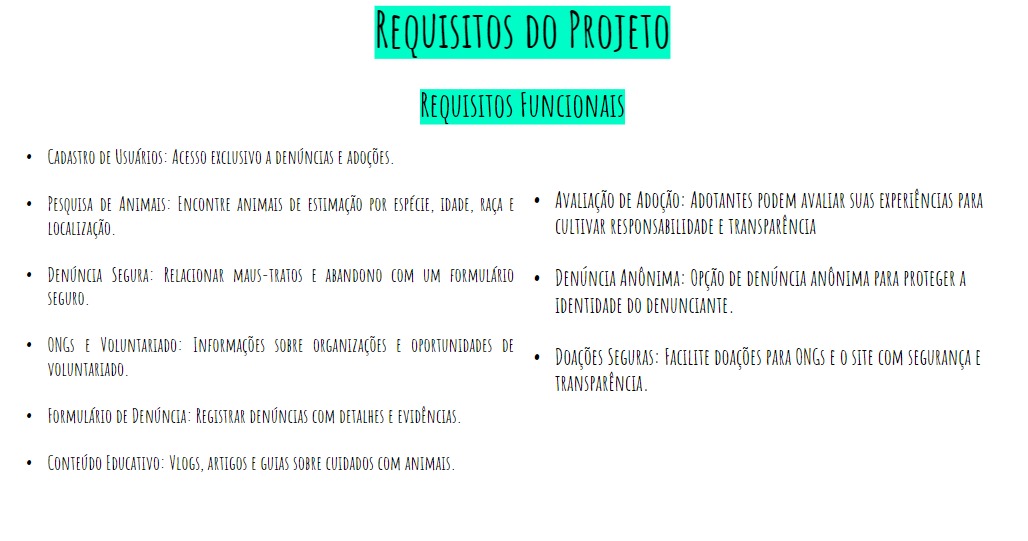 Requisitos do Projeto
Requisitos Funcionais
• Cadastro de Usuários: Acesso exclusivo a denúncias e adoções.
• Pesquisa de Animais: Encontre animais de estimação por espécie, idade, raça e
localização.
• Denúncia Segura: Relacionar maus-tratos e abandono com um formulário
seguro.
• ONGs e Voluntariado: Informações sobre organizações e oportunidades de
voluntariado.
• Formulário de Denúncia: Registrar denúncias com detalhes e evidências.
• Conteúdo Educativo: Vlogs, artigos e guias sobre cuidados com animais.
• Avaliação de Adoção: Adotantes podem avaliar suas experiências para
cultivar responsabilidade e transparência
• Denúncia Anônima: Opção de denúncia anônima para proteger a
identidade do denunciante.
• Doações Seguras: Facilite doações para ONGs e o site com segurança e
transparência.